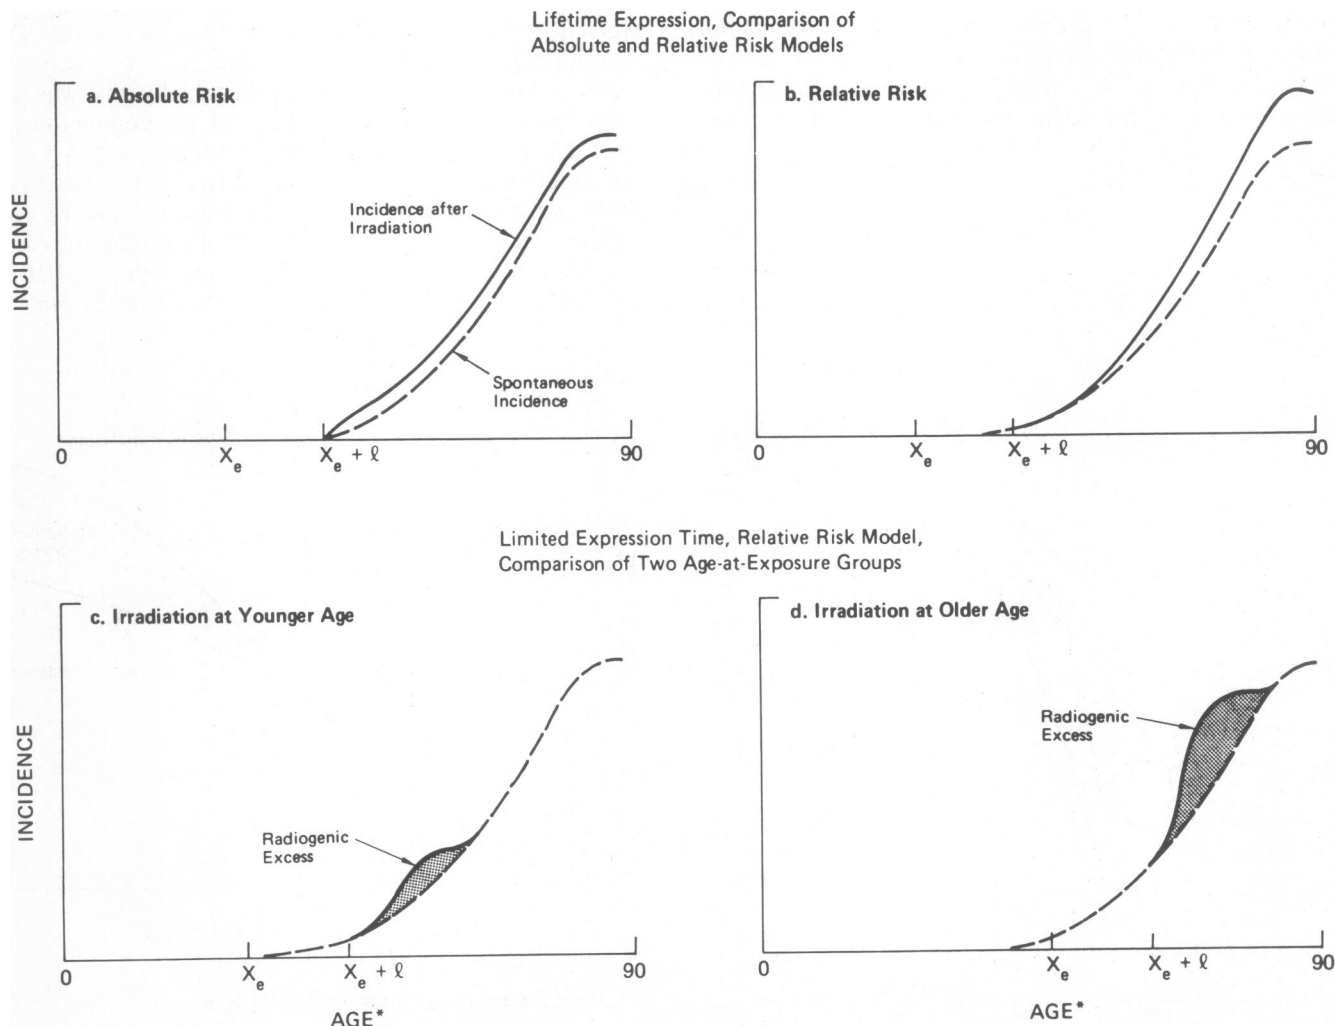 Lifetime Expression, Comparison of
Absolute and Relative Risk Models
a. Absolute Risk
INCIDENCE
Incidence after
Irradiation
Spontaneous
Incidence
0
Xₑ
Xₑ + ℓ
90
b. Relative Risk
0
Xₑ
Xₑ + ℓ
90
Limited Expression Time, Relative Risk Model,
Comparison of Two Age-at-Exposure Groups
c. Irradiation at Younger Age
INCIDENCE
Radiogenic
Excess
0
Xₑ
Xₑ + ℓ
90
AGE*
d. Irradiation at Older Age
Radiogenic
Excess
0
Xₑ
Xₑ + ℓ
90
AGE*